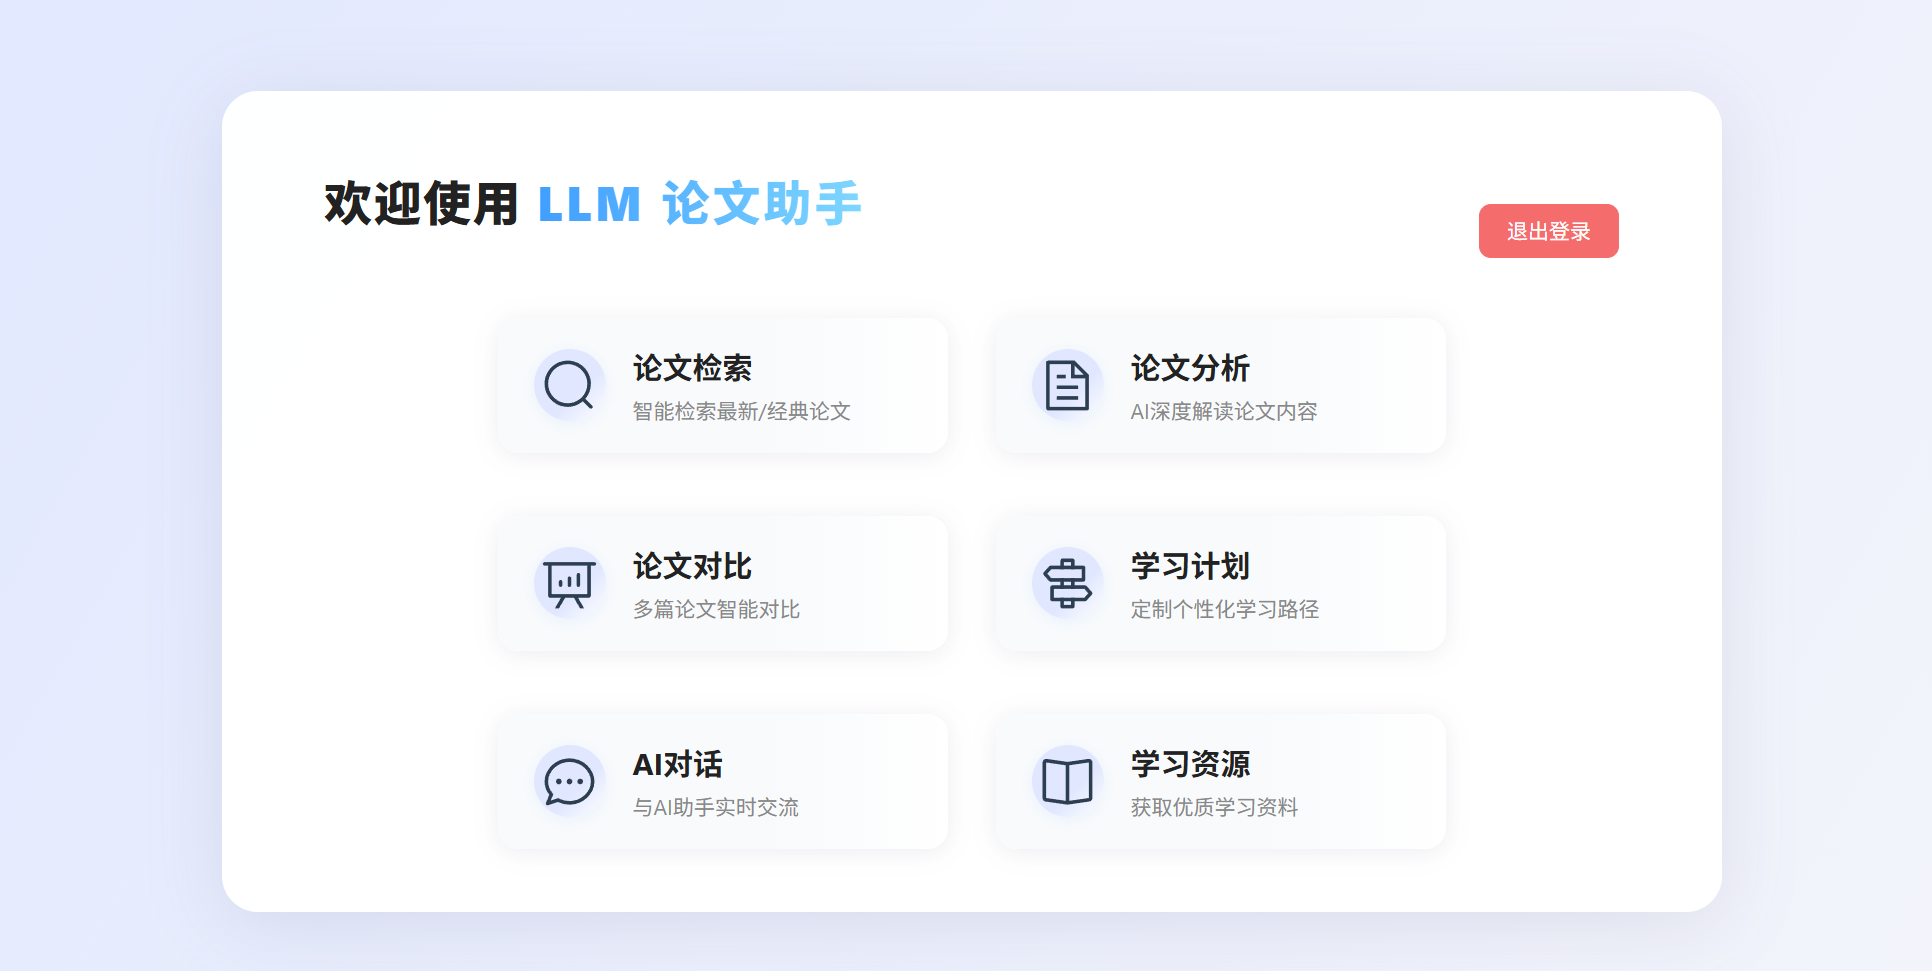 欢迎使用 LLM 论文助手
退出登录
论文检索
智能检索最新/经典论文
论文分析
AI深度解读论文内容
论文对比
多篇论文智能对比
学习计划
定制个性化学习路径
AI对话
与AI助手实时交流
学习资源
获取优质学习资料